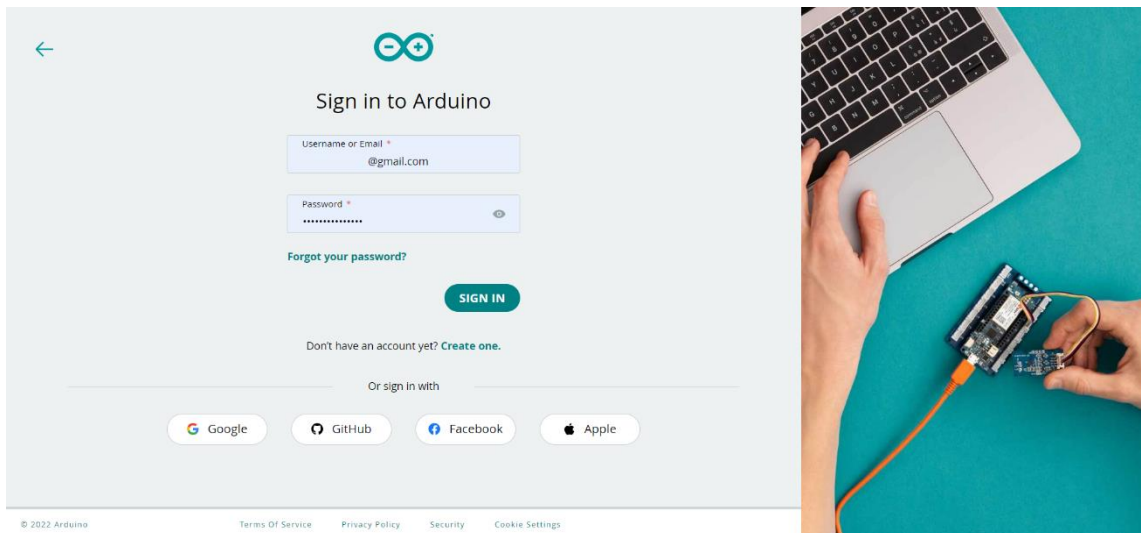 Sign in to Arduino
Username or Email *
@gmail.com
Password *
•••••••••••••••
Forgot your password?
SIGN IN
Don't have an account yet? Create one.
Or sign in with
Google GitHub Facebook Apple
© 2022 Arduino Terms Of Service Privacy Policy Security Cookie Settings